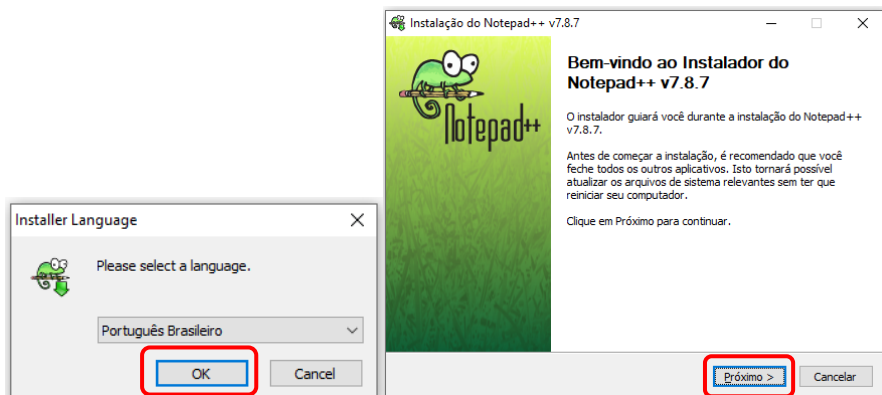 Installer Language
Please select a language.
Português Brasileiro
OK
Cancel
Instalação do Notepad++ v7.8.7
Notepad++
Bem-vindo ao Instalador do
Notepad++ v7.8.7
O instalador guiará você durante a instalação do Notepad++
v7.8.7.
Antes de começar a instalação, é recomendado que você
feche todos os outros aplicativos. Isto tornará possível
atualizar os arquivos de sistema relevantes sem ter que
reiniciar seu computador.
Clique em Próximo para continuar.
Próximo >
Cancelar